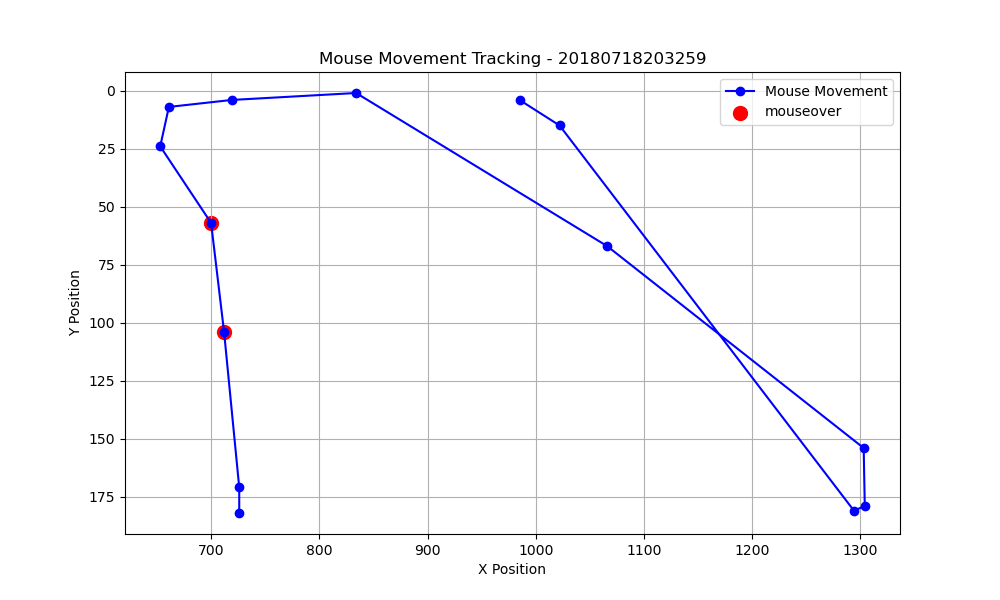 Mouse Movement Tracking - 20180718203259
Mouse Movement
mouseover
0
25
50
75
100
125
150
175
Y Position
700 800 900 1000 1100 1200 1300
X Position